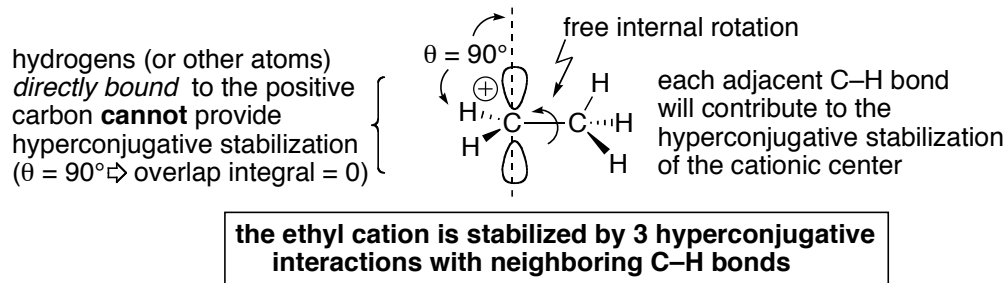 hydrogens (or other atoms)
directly bound to the positive
carbon cannot provide
hyperconjugative stabilization
(θ = 90°⇨ overlap integral = 0)
θ = 90°
free internal rotation
+
H
H
C
C
H
H
H
each adjacent C–H bond
will contribute to the
hyperconjugative stabilization
of the cationic center
the ethyl cation is stabilized by 3 hyperconjugative
interactions with neighboring C–H bonds